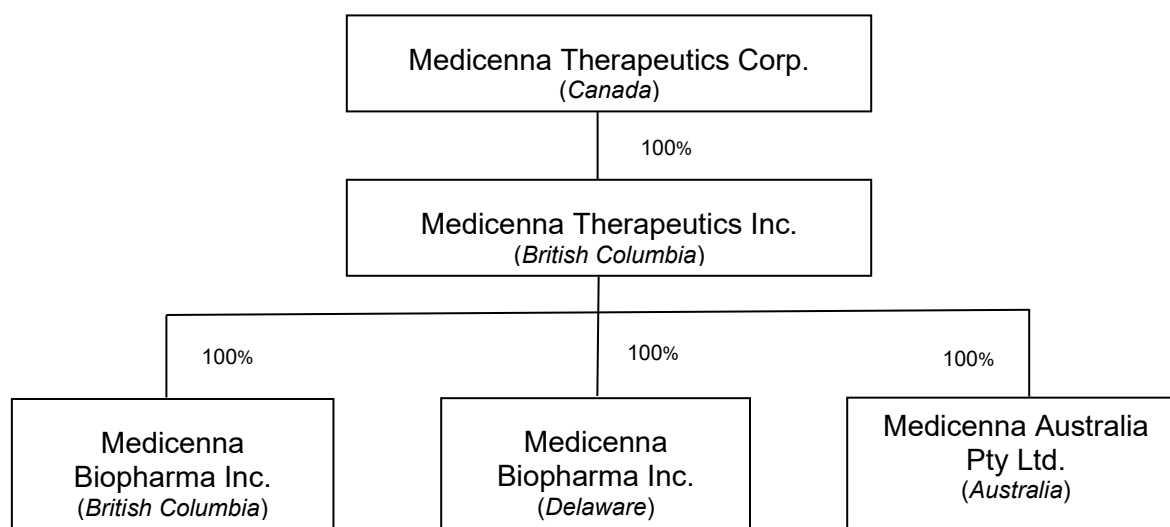 Medicenna Therapeutics Corp.
(Canada)
100%
Medicenna Therapeutics Inc.
(British Columbia)
100%
100%
100%
Medicenna
Biopharma Inc.
(British Columbia)
Medicenna
Biopharma Inc.
(Delaware)
Medicenna Australia
Pty Ltd.
(Australia)